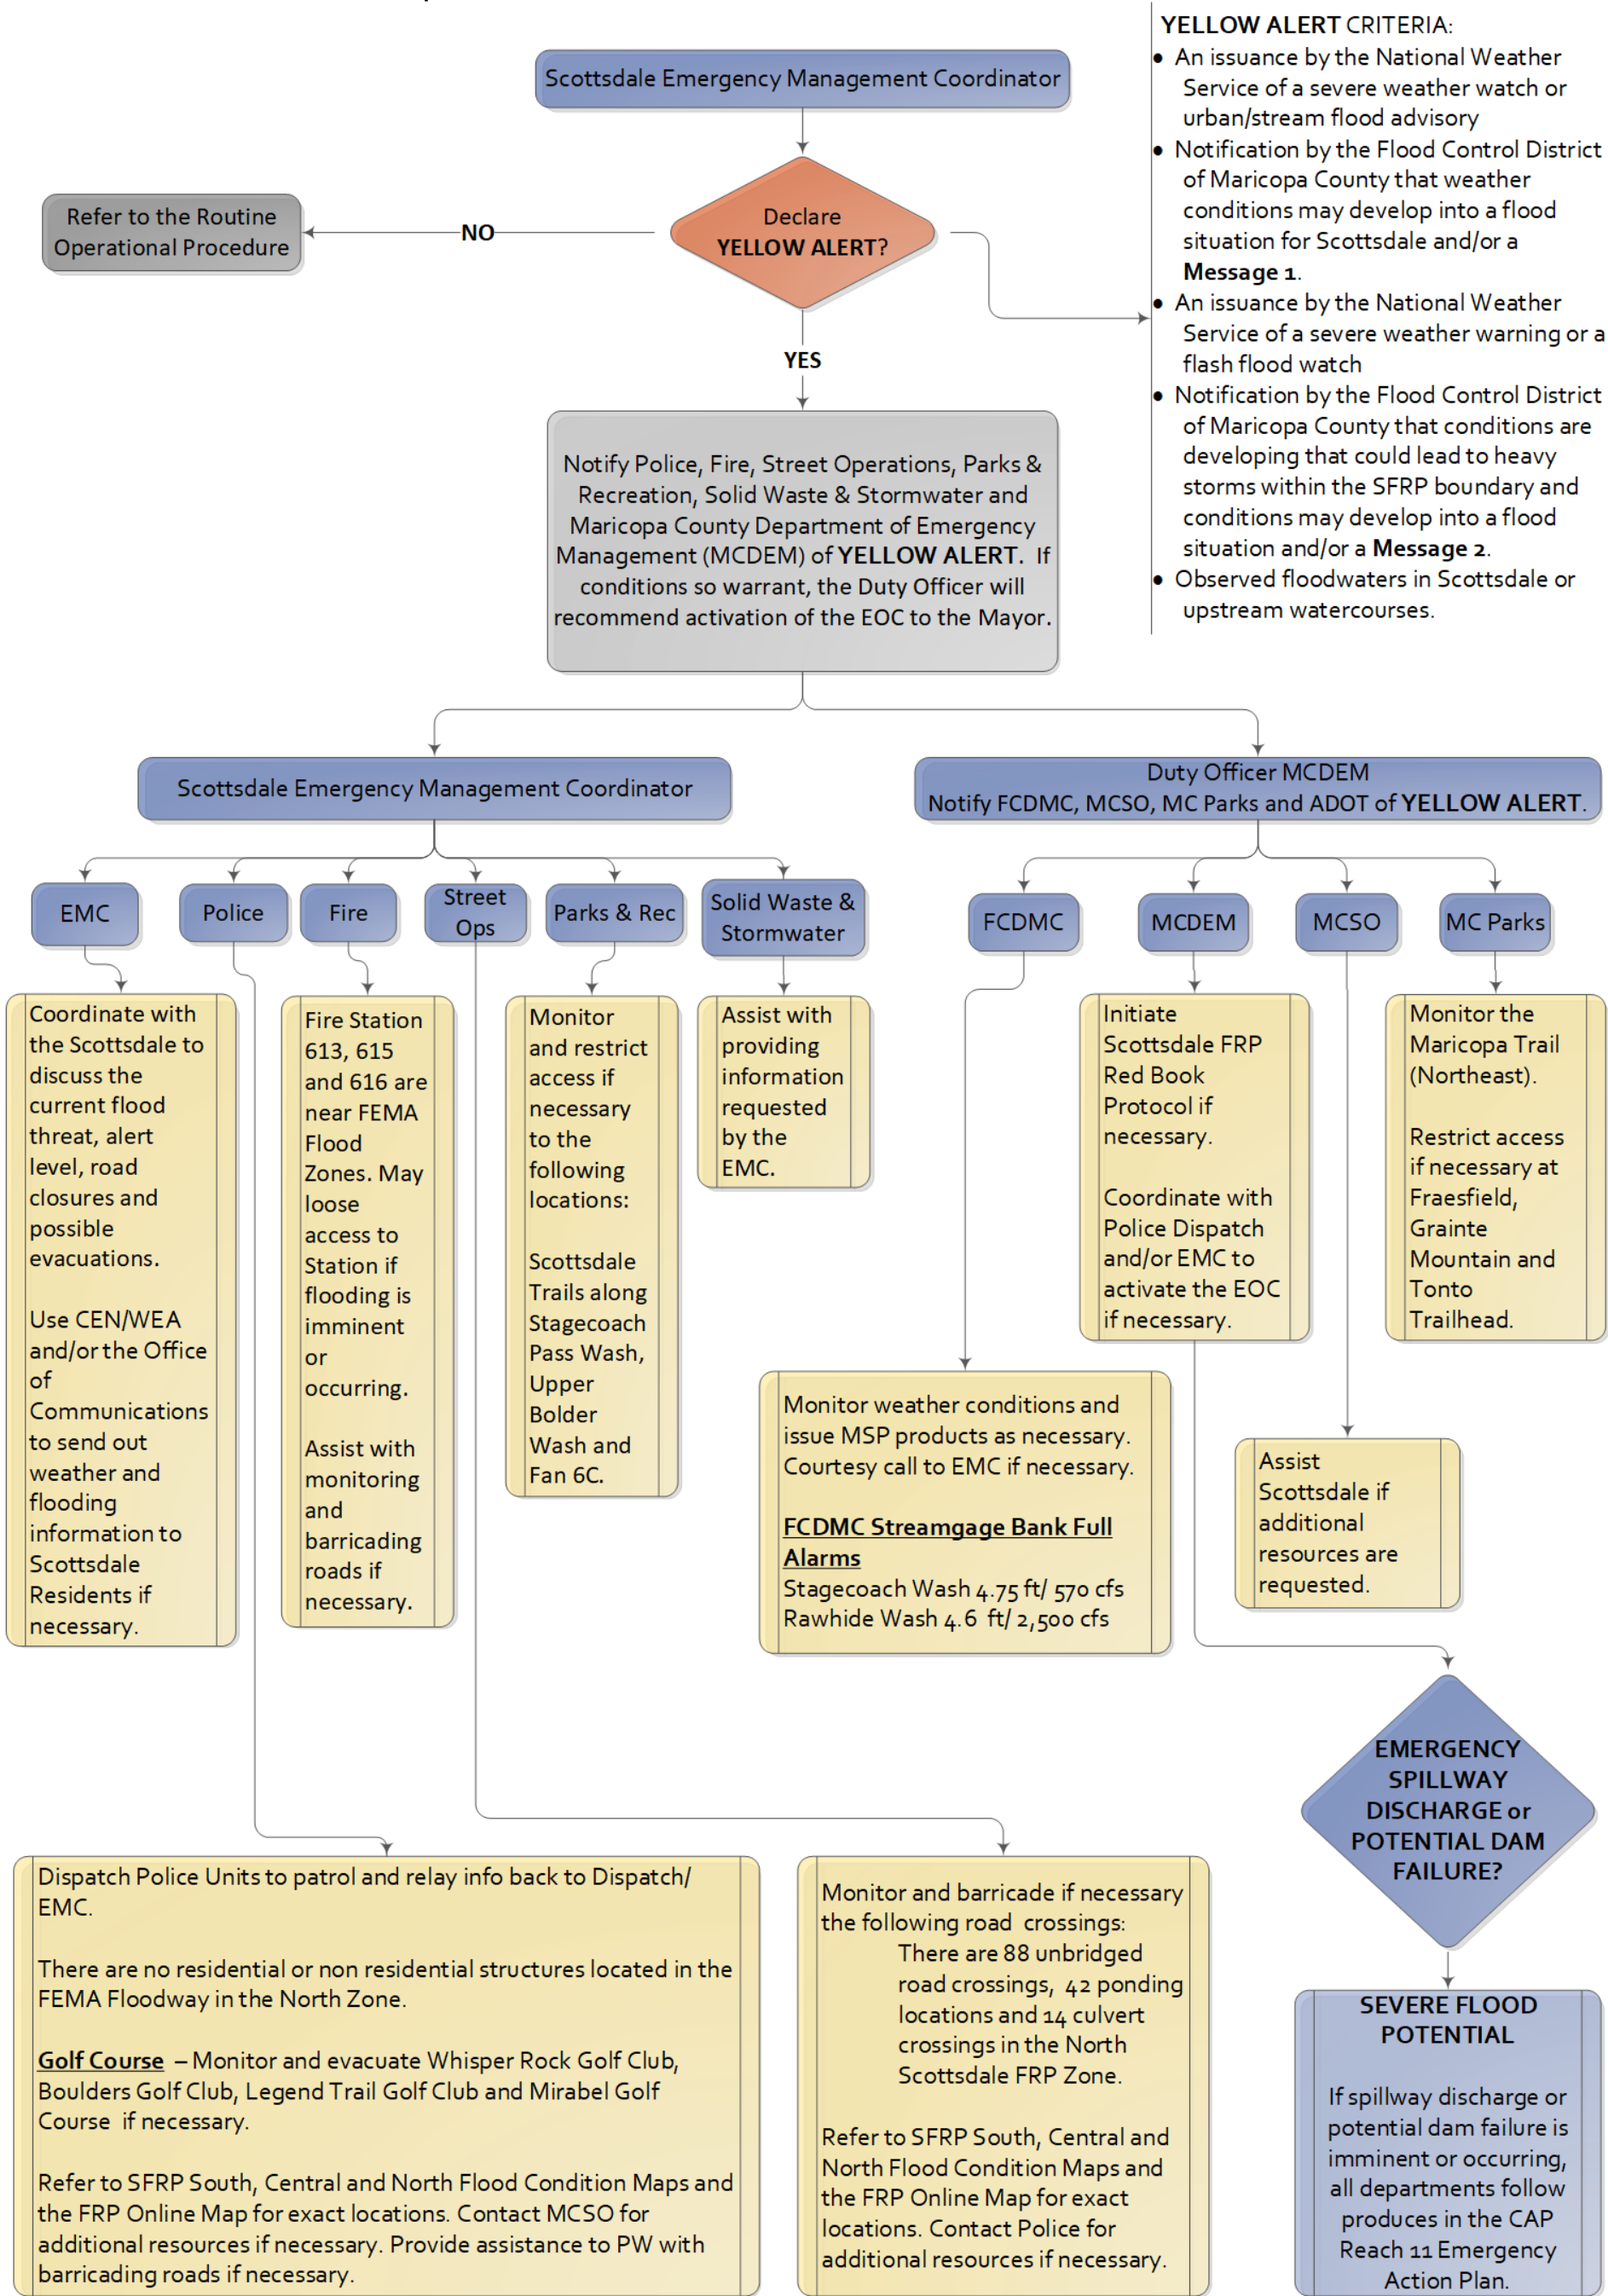 Scottsdale Emergency Management Coordinator
YELLOW ALERT CRITERIA:
● An issuance by the National Weather
Service of a severe weather watch or
urban/stream flood advisory
● Notification by the Flood Control District
of Maricopa County that weather
conditions may develop into a flood
situation for Scottsdale and/or a
Message 1.
● An issuance by the National Weather
Service of a severe weather warning or a
flash flood watch
● Notification by the Flood Control District
of Maricopa County that conditions are
developing that could lead to heavy
storms within the SFRP boundary and
conditions may develop into a flood
situation and/or a Message 2.
● Observed floodwaters in Scottsdale or
upstream watercourses.
Declare
YELLOW ALERT?
NO
Refer to the Routine
Operational Procedure
YES
Notify Police, Fire, Street Operations, Parks &
Recreation, Solid Waste & Stormwater and
Maricopa County Department of Emergency
Management (MCDEM) of YELLOW ALERT. If
conditions so warrant, the Duty Officer will
recommend activation of the EOC to the Mayor.
Scottsdale Emergency Management Coordinator
Duty Officer MCDEM
Notify FCDMC, MCSO, MC Parks and ADOT of YELLOW ALERT.
EMC
Police
Fire
Street
Ops
Parks & Rec
Solid Waste &
Stormwater
FCDMC
MCDEM
MCSO
MC Parks
Coordinate with
the Scottsdale to
discuss the
current flood
threat, alert
level, road
closures and
possible
evacuations.
Use CEN/WEA
and/or the Office
of
Communications
to send out
weather and
flooding
information to
Scottsdale
Residents if
necessary.
Fire Station
613, 615
and 616 are
near FEMA
Flood
Zones. May
loose
access to
Station if
flooding is
imminent
or
occurring.
Assist with
monitoring
and
barricading
roads if
necessary.
Monitor
and restrict
access if
necessary
to the
following
locations:
Scottsdale
Trails along
Stagecoach
Pass Wash,
Upper
Bolder
Wash and
Fan 6C.
Assist with
providing
information
requested
by the
EMC.
Initiate
Scottsdale FRP
Red Book
Protocol if
necessary.
Coordinate with
Police Dispatch
and/or EMC to
activate the EOC
if necessary.
Monitor the
Maricopa Trail
(Northeast).
Restrict access
if necessary at
Fraesfield,
Grainte
Mountain and
Tonto
Trailhead.
Monitor weather conditions and
issue MSP products as necessary.
Courtesy call to EMC if necessary.
FCDMC Streamgage Bank Full
Alarms
Stagecoach Wash 4.75 ft/ 570 cfs
Rawhide Wash 4.6 ft/ 2,500 cfs
Assist
Scottsdale if
additional
resources are
requested.
EMERGENCY
SPILLWAY
DISCHARGE or
POTENTIAL DAM
FAILURE?
Dispatch Police Units to patrol and relay info back to Dispatch/
EMC.
There are no residential or non residential structures located in the
FEMA Floodway in the North Zone.
Golf Course – Monitor and evacuate Whisper Rock Golf Club,
Boulders Golf Club, Legend Trail Golf Club and Mirabel Golf
Course if necessary.
Refer to SFRP South, Central and North Flood Condition Maps and
the FRP Online Map for exact locations. Contact MCSO for
additional resources if necessary. Provide assistance to PW with
barricading roads if necessary.
Monitor and barricade if necessary
the following road crossings:
There are 88 unbridged
road crossings, 42 ponding
locations and 14 culvert
crossings in the North
Scottsdale FRP Zone.
Refer to SFRP South, Central and
North Flood Condition Maps and
the FRP Online Map for exact
locations. Contact Police for
additional resources if necessary.
SEVERE FLOOD
POTENTIAL
If spillway discharge or
potential dam failure is
imminent or occurring,
all departments follow
produces in the CAP
Reach 11 Emergency
Action Plan.